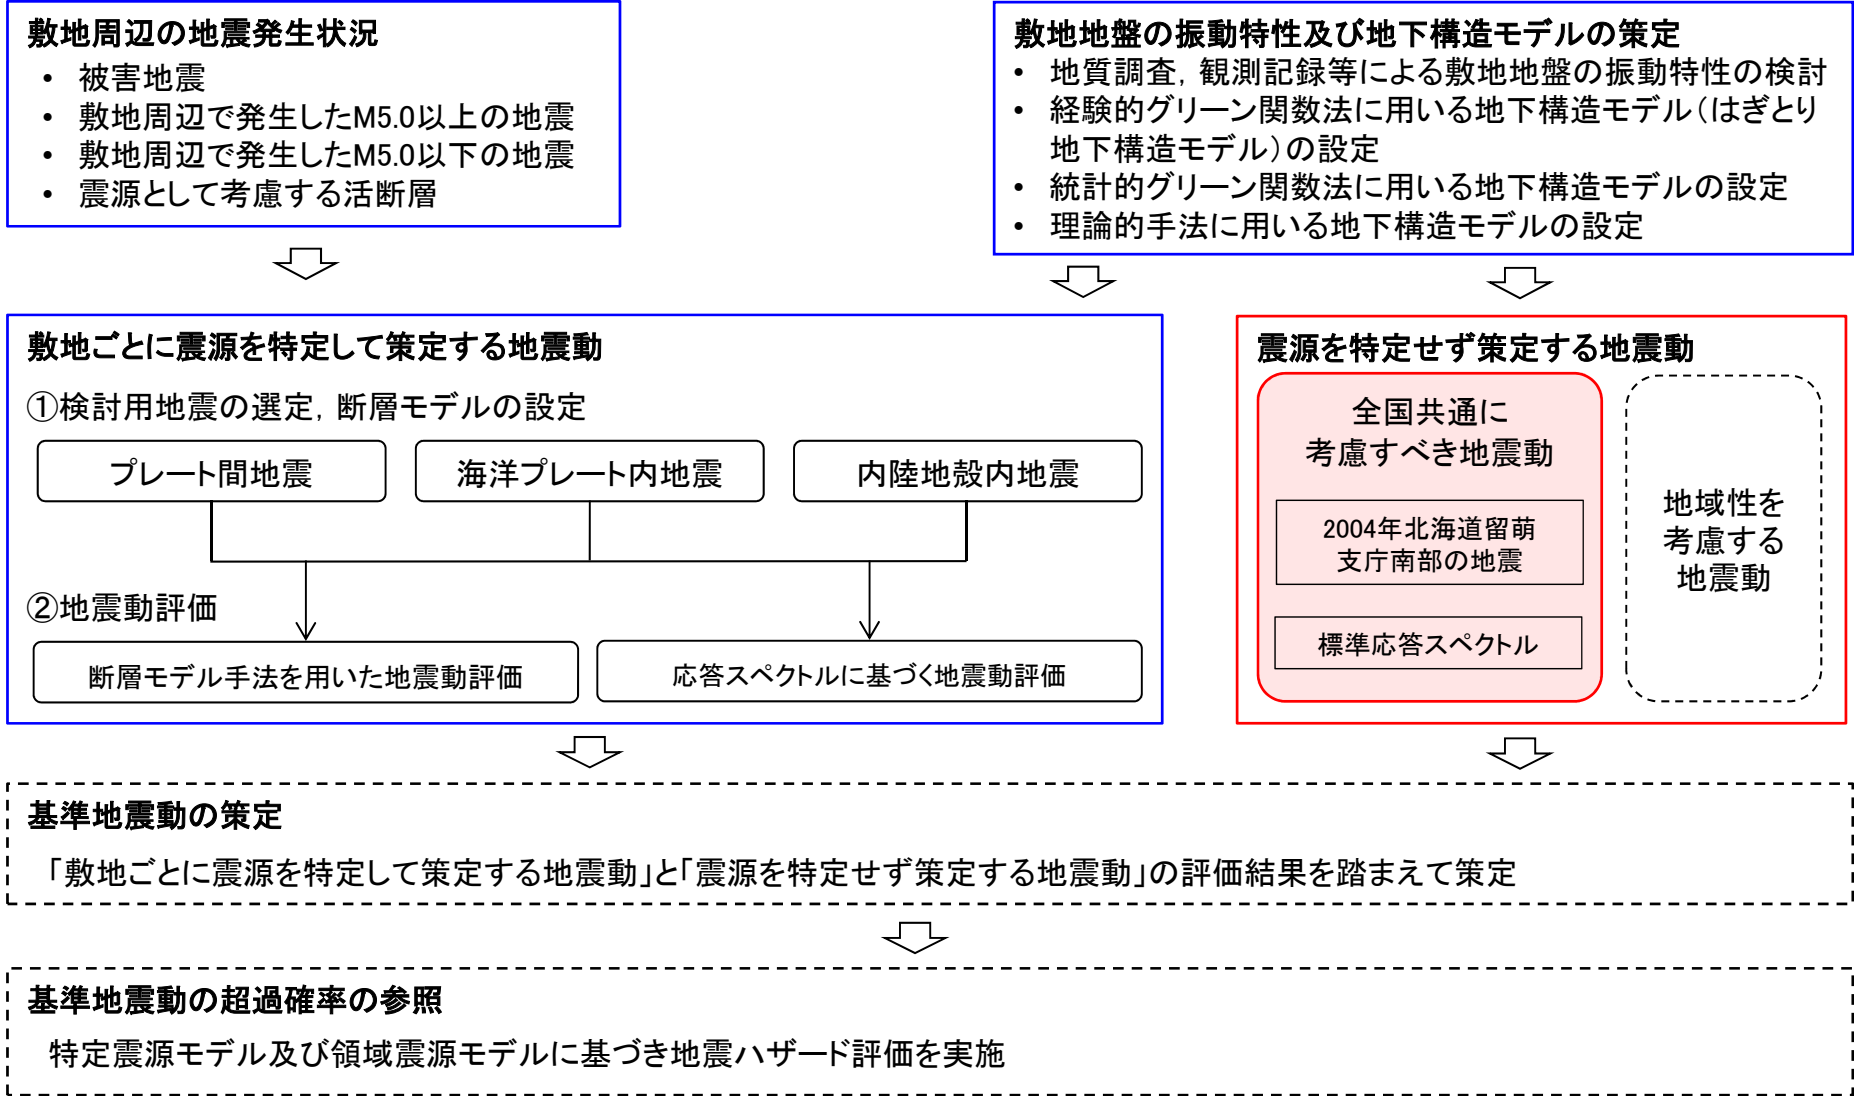 敷地周辺の地震発生状況
• 被害地震
• 敷地周辺で発生したM5.0以上の地震
• 敷地周辺で発生したM5.0以下の地震
• 震源として考慮する活断層
敷地地盤の振動特性及び地下構造モデルの策定
• 地質調査，観測記録等による敷地地盤の振動特性の検討
• 経験的グリーン関数法に用いる地下構造モデル（はぎとり
地下構造モデル）の設定
• 統計的グリーン関数法に用いる地下構造モデルの設定
• 理論的手法に用いる地下構造モデルの設定
敷地ごとに震源を特定して策定する地震動
①検討用地震の選定，断層モデルの設定
プレート間地震
海洋プレート内地震
内陸地殻内地震
②地震動評価
断層モデル手法を用いた地震動評価
応答スペクトルに基づく地震動評価
震源を特定せず策定する地震動
全国共通に
考慮すべき地震動
2004年北海道留萌
支庁南部の地震
標準応答スペクトル
地域性を
考慮する
地震動
基準地震動の策定
「敷地ごとに震源を特定して策定する地震動」と「震源を特定せず策定する地震動」の評価結果を踏まえて策定
基準地震動の超過確率の参照
特定震源モデル及び領域震源モデルに基づき地震ハザード評価を実施